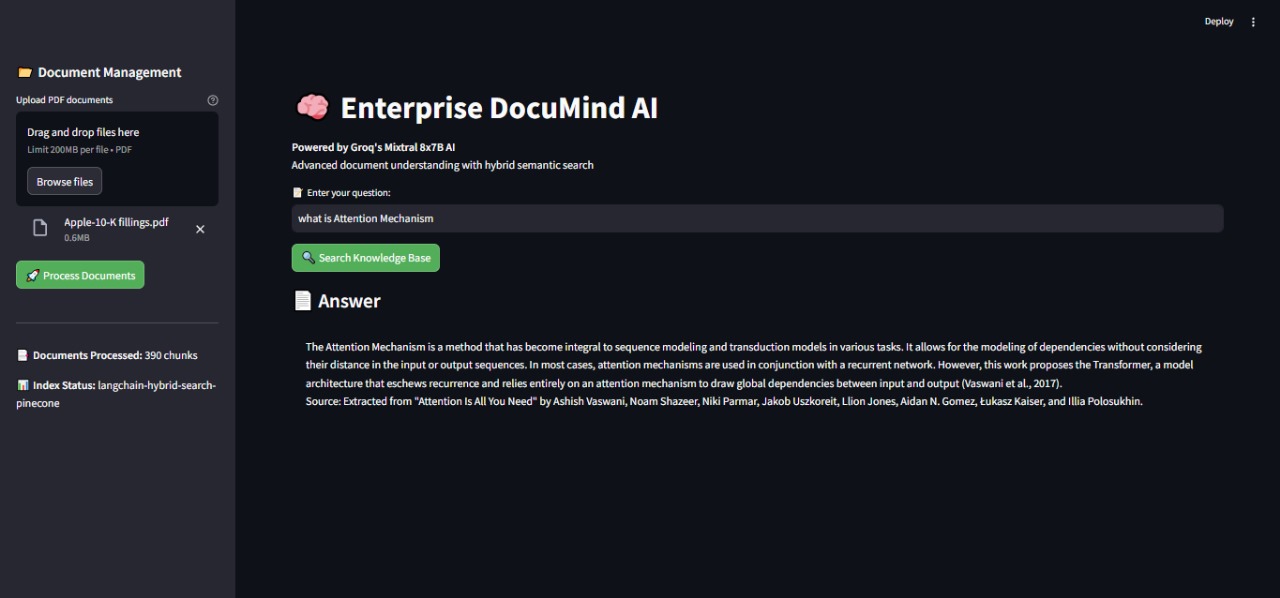 Deploy
📂 Document Management
Upload PDF documents
Drag and drop files here
Limit 200MB per file • PDF
Browse files
Apple-10-K fillings.pdf
0.6MB
🚀 Process Documents
📑 Documents Processed: 390 chunks
📊 Index Status: langchain-hybrid-search-
pinecone
🧠 Enterprise DocuMind AI
Powered by Groq's Mixtral 8x7B AI
Advanced document understanding with hybrid semantic search
📝 Enter your question:
what is Attention Mechanism
🔍 Search Knowledge Base
📄 Answer
The Attention Mechanism is a method that has become integral to sequence modeling and transduction models in various tasks. It allows for the modeling of dependencies without considering
their distance in the input or output sequences. In most cases, attention mechanisms are used in conjunction with a recurrent network. However, this work proposes the Transformer, a model
architecture that eschews recurrence and relies entirely on an attention mechanism to draw global dependencies between input and output (Vaswani et al., 2017).
Source: Extracted from "Attention Is All You Need" by Ashish Vaswani, Noam Shazeer, Niki Parmar, Jakob Uszkoreit, Llion Jones, Aidan N. Gomez, Łukasz Kaiser, and Illia Polosukhin.